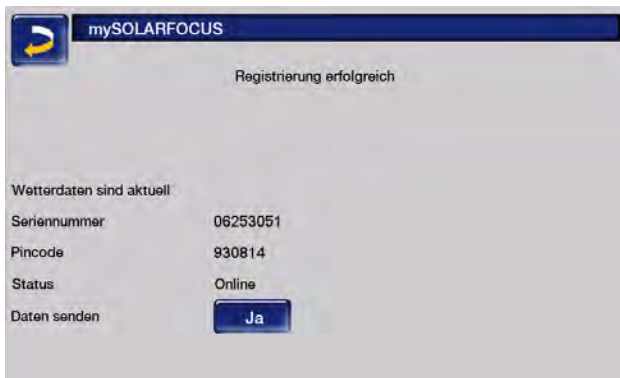 mySOLARFOCUS
Registrierung erfolgreich
Wetterdaten sind aktuell
Seriennummer 06253051
Pincode 930814
Status Online
Daten senden Ja